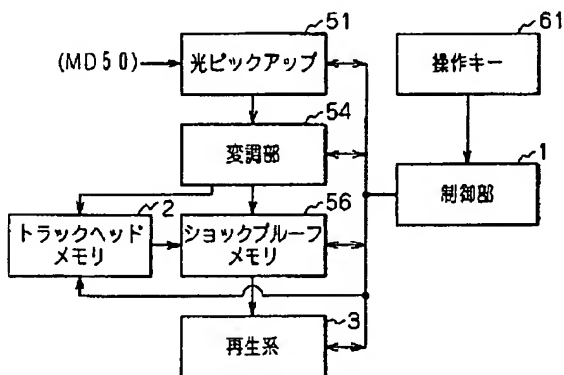 51
61
(MD50)
光ピックアップ
操作キー
54
変調部
1
制御部
2
56
トラックヘッド
メモリ
ショックプルーフ
メモリ
3
再生系